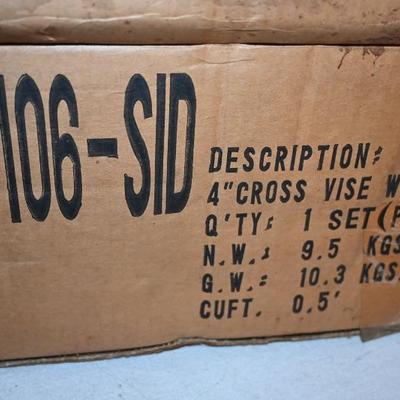 106-SID
DESCRIPTION:
4"CROSS VISE W
Q'TY: 1 SET(P
N.W.: 9.5 KGS
G.W.: 10.3 KGS.
CUFT. 0.5'